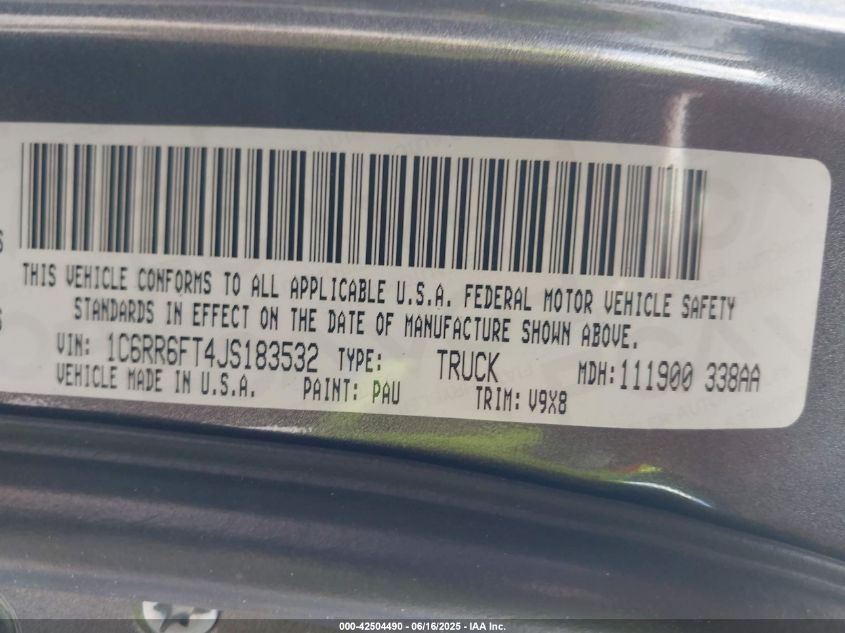 THIS VEHICLE CONFORMS TO ALL APPLICABLE U.S.A. FEDERAL MOTOR VEHICLE SAFETY
STANDARDS IN EFFECT ON THE DATE OF MANUFACTURE SHOWN ABOVE.
VIN: 1C6RR6FT4JS183532 TYPE: TRUCK MDH: 111900 338AA
VEHICLE MADE IN U.S.A. PAINT: PAU TRIM: V9X8
000-42504490 - 06/16/2025 - IAA Inc.